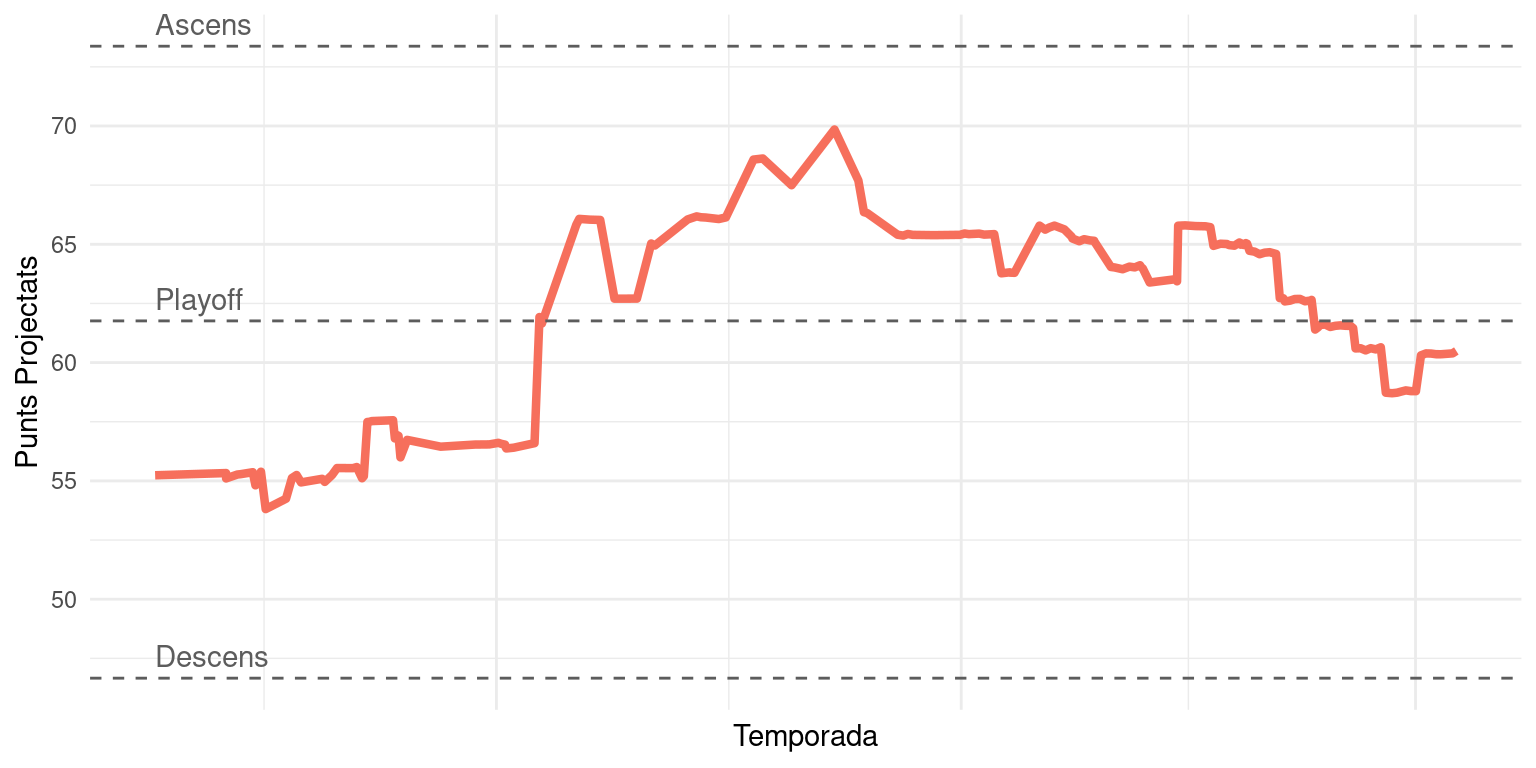 Ascens
70
65
Playoff
60
55
50
Descens
Punts Projectats
Temporada